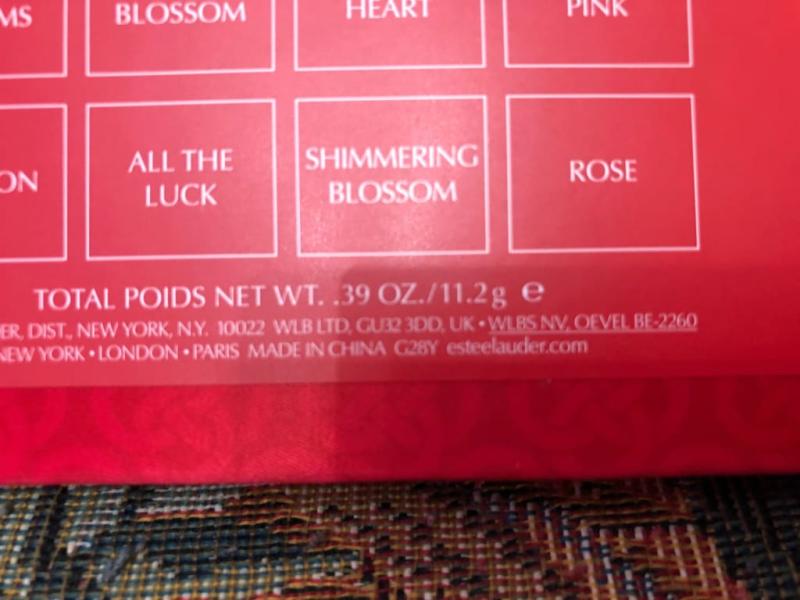 MS
BLOSSOM
HEART
PINK
ON
ALL THE
LUCK
SHIMMERING
BLOSSOM
ROSE
TOTAL POIDS NET WT. .39 OZ./11.2g ℮
ER, DIST., NEW YORK, N.Y. 10022 WLB LTD, GU32 3DD, UK • WLBS NV, OEVEL BE-2260
NEW YORK • LONDON • PARIS MADE IN CHINA G28Y esteelauder.com